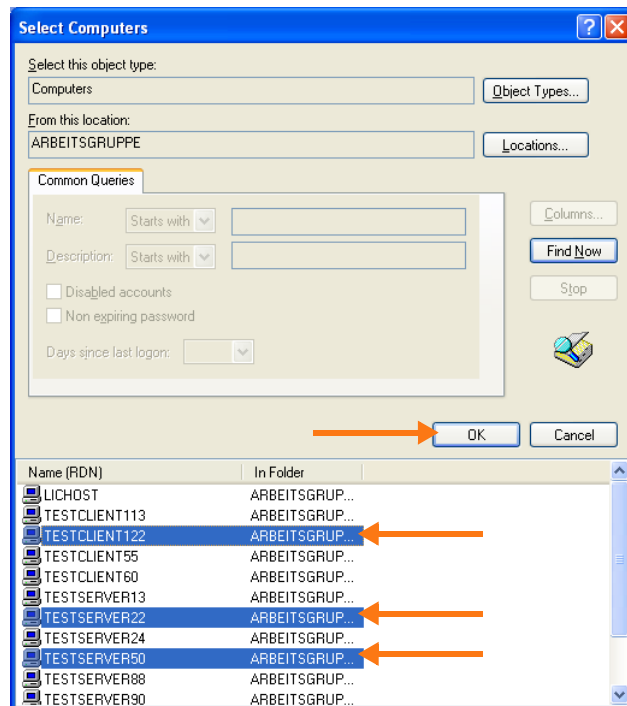 Select Computers
Select this object type:
Computers
Object Types...
From this location:
ARBEITSGRUPPE
Locations...
Common Queries
Name: Starts with
Columns...
Description: Starts with
Find Now
Disabled accounts
Stop
Non expiring password
Days since last logon:
OK Cancel
Name (RDN) In Folder
LICHOST ARBEITSGRUP...
TESTCLIENT113 ARBEITSGRUP...
TESTCLIENT122 ARBEITSGRUP...
TESTCLIENT55 ARBEITSGRUP...
TESTCLIENT60 ARBEITSGRUP...
TESTSERVER13 ARBEITSGRUP...
TESTSERVER22 ARBEITSGRUP...
TESTSERVER24 ARBEITSGRUP...
TESTSERVER50 ARBEITSGRUP...
TESTSERVER88 ARBEITSGRUP...
TESTSERVER90 ARBEITSGRUP...